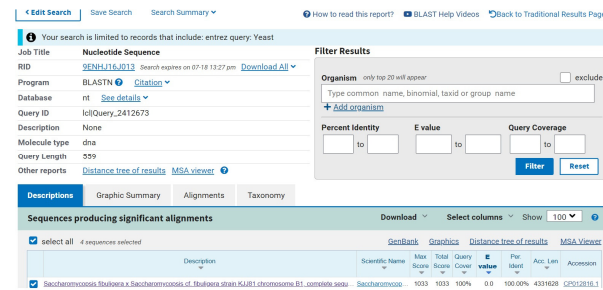 < Edit Search Save Search Search Summary How to read this report? BLAST Help Videos Back to Traditional Results Page
Your search is limited to records that include: entrez query: Yeast
Job Title Nucleotide Sequence
RID 9ENHJ16J013 Search expires on 07-18 13:27 pm Download All
Program BLASTN Citation
Database nt See details
Query ID lcl|Query_2412673
Description None
Molecule type dna
Query Length 559
Other reports Distance tree of results MSA viewer
Filter Results
Organism only top 20 will appear exclude
Type common name, binomial, taxid or group name
+ Add organism
Percent Identity E value Query Coverage
to to to
Filter Reset
Descriptions Graphic Summary Alignments Taxonomy
Sequences producing significant alignments Download Select columns Show 100
select all 4 sequences selected GenBank Graphics Distance tree of results MSA Viewer
Description Scientific Name Max Score Total Score Query Cover E value Per. Ident Acc. Len Accession
Saccharomycopsis fibuligera x Saccharomycopsis cf. fibuligera strain KJJ81 chromosome B1, complete sequ... Saccharomycop... 1033 1033 100% 0.0 100.00% 4331628 CP012816.1